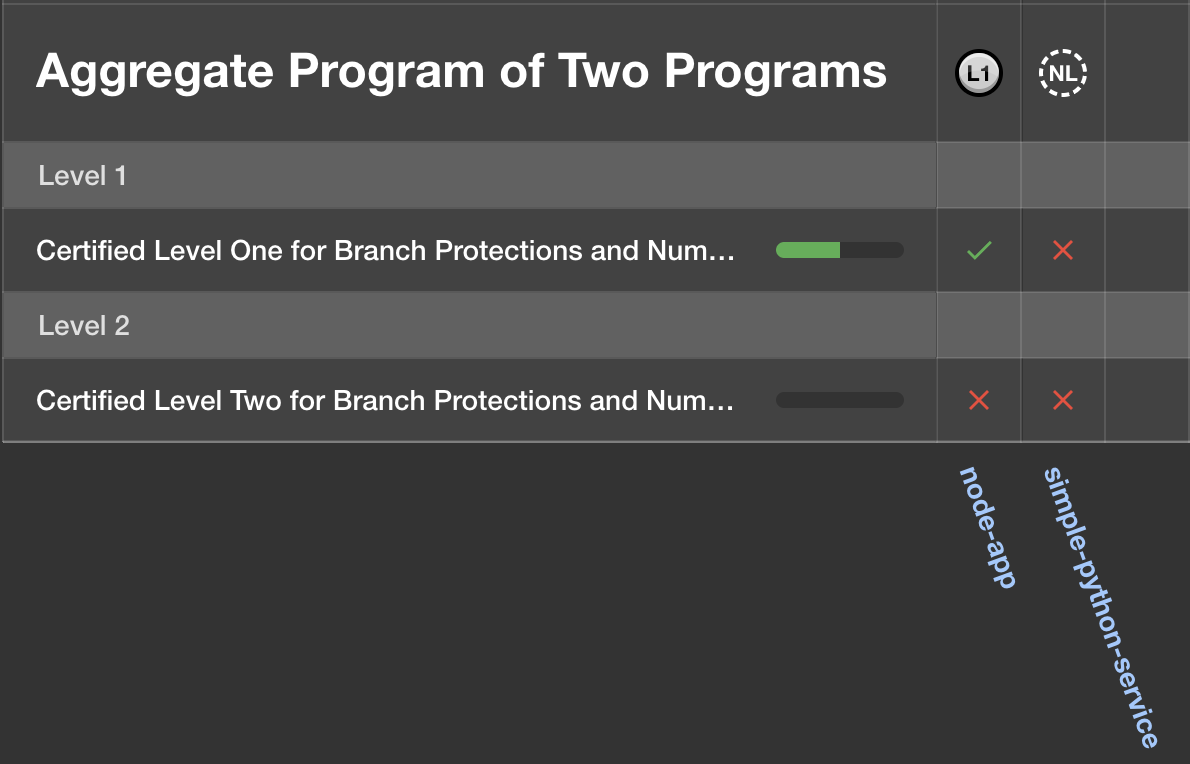 Aggregate Program of Two Programs
L1
NL
Level 1
Certified Level One for Branch Protections and Num...
Level 2
Certified Level Two for Branch Protections and Num...
node-app
simple-python-service